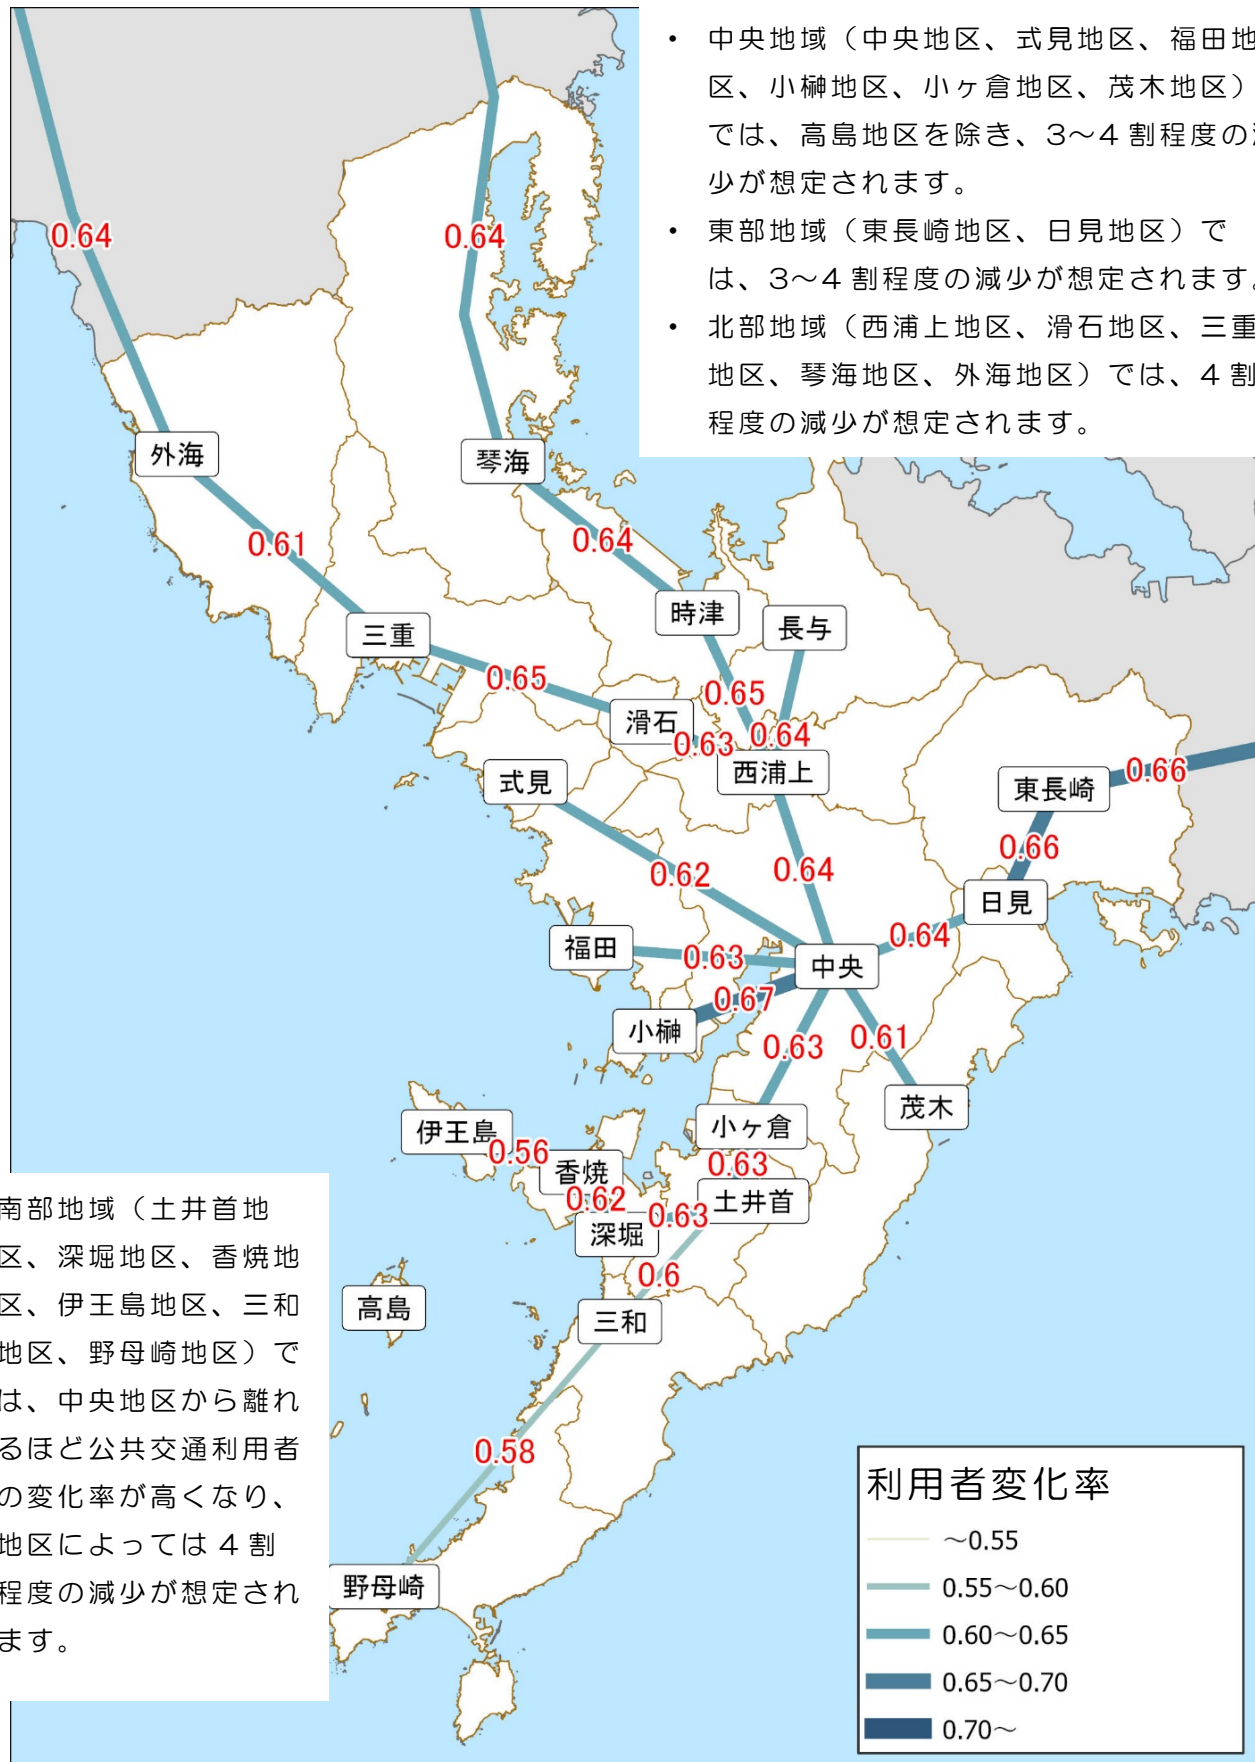 • 中央地域（中央地区、式見地区、福田地
区、小榊地区、小ヶ倉地区、茂木地区）
では、高島地区を除き、3～4 割程度の
少が想定されます。
• 東部地域（東長崎地区、日見地区）で
は、3～4 割程度の減少が想定されます。
• 北部地域（西浦上地区、滑石地区、三重
地区、琴海地区、外海地区）では、4 割
程度の減少が想定されます。
0.64
0.64
外海
琴海
0.61
0.64
時津
長与
三重
0.65
0.65
滑石
0.63
0.64
西浦上
式見
東長崎
0.66
0.66
0.62
0.64
日見
0.64
福田
0.63
中央
0.67
小榊
0.63
0.61
茂木
伊王島
小ヶ倉
0.56
香焼
0.63
0.62
土井首
0.63
深堀
0.6
高島
三和
0.58
野母崎
南部地域（土井首地
区、深堀地区、香焼地
区、伊王島地区、三和
地区、野母崎地区）で
は、中央地区から離れ
るほど公共交通利用者
の変化率が高くなり、
地区によっては 4 割
程度の減少が想定され
ます。
利用者変化率
～0.55
0.55～0.60
0.60～0.65
0.65～0.70
0.70～